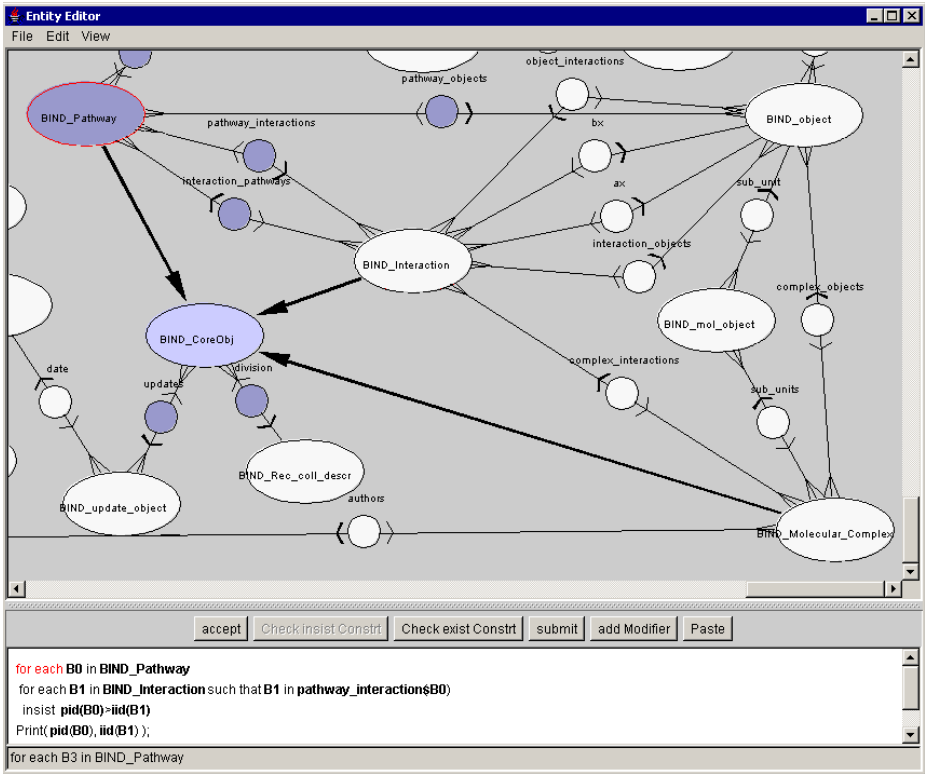 Entity Editor
File Edit View
object_interactions
pathway_objects
BIND_Pathway
BIND_object
pathway_interactions
bx
interaction_pathways
ax
sub_unit
interaction_objects
BIND_Interaction
complex_objects
BIND_mol_object
BIND_CoreObj
date
updates
division
complex_interactions
sub_units
BIND_Rec_coll_descr
BIND_update_object
authors
BIND_Molecular_Complex
accept Check insist Constrt Check exist Constrt submit add Modifier Paste
for each B0 in BIND_Pathway
for each B1 in BIND_Interaction such that B1 in pathway_interaction$B0)
insist pid(B0)>iid(B1)
Print( pid(B0), iid(B1) );
for each B3 in BIND_Pathway